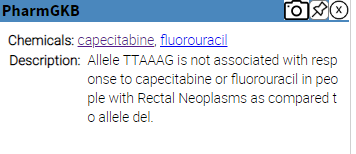 PharmGKB
Chemicals: capecitabine, fluorouracil
Description: Allele TTAAAG is not associated with resp
onse to capecitabine or fluorouracil in peo
ple with Rectal Neoplasms as compared t
o allele del.